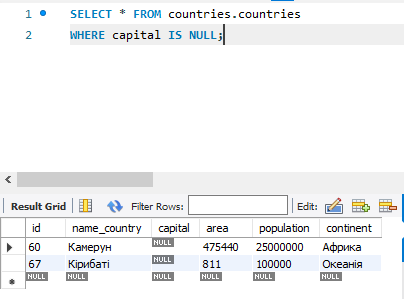 1 SELECT * FROM countries.countries
2 WHERE capital IS NULL;
Result Grid Filter Rows: Edit:
id name_country capital area population continent
60 Камерун NULL 475440 25000000 Африка
67 Кірибаті NULL 811 100000 Океанія
NULL NULL NULL NULL NULL NULL